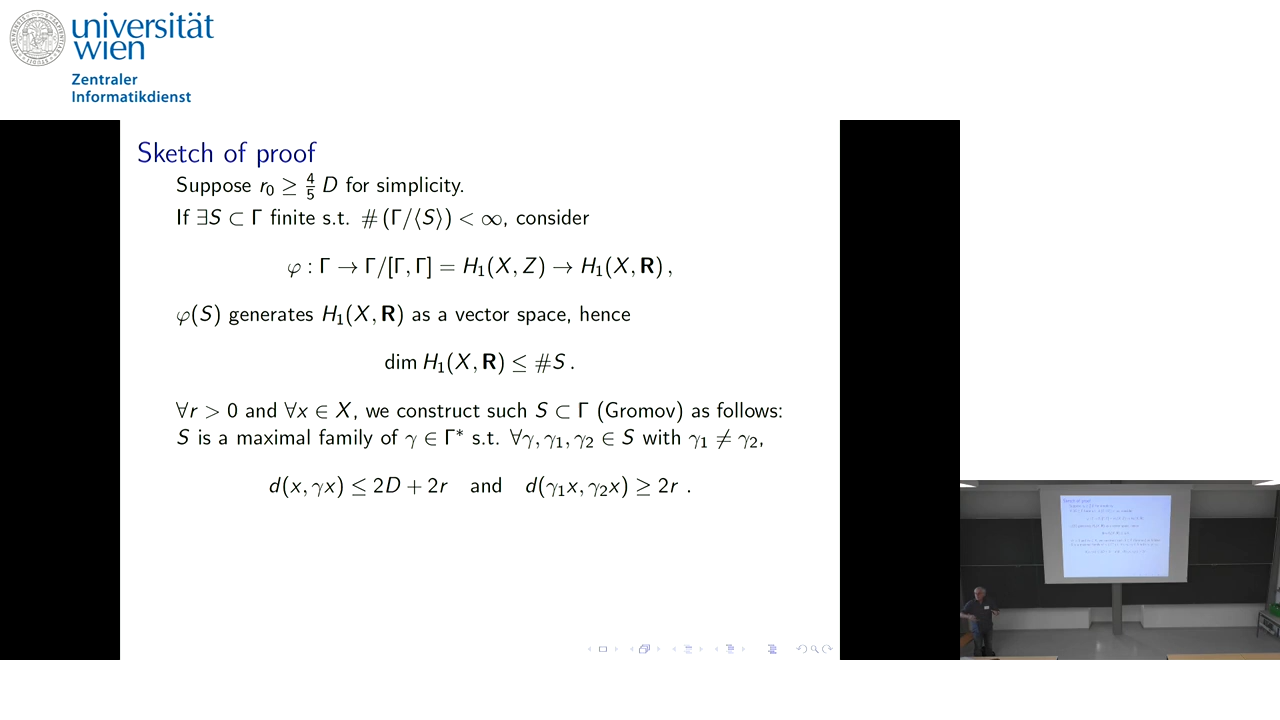 universität
wien
Zentraler
Informatikdienst
Sketch of proof
Suppose r₀ ≥ 4/5 D for simplicity.
If ∃S ⊂ Γ finite s.t. # (Γ/⟨S⟩) < ∞, consider
φ : Γ → Γ/[Γ, Γ] = H₁(X, Z) → H₁(X, R) ,
φ(S) generates H₁(X, R) as a vector space, hence
dim H₁(X, R) ≤ #S .
∀r > 0 and ∀x ∈ X, we construct such S ⊂ Γ (Gromov) as follows:
S is a maximal family of γ ∈ Γ* s.t. ∀γ, γ₁, γ₂ ∈ S with γ₁ ≠ γ₂,
d(x, γx) ≤ 2D + 2r and d(γ₁x, γ₂x) ≥ 2r .